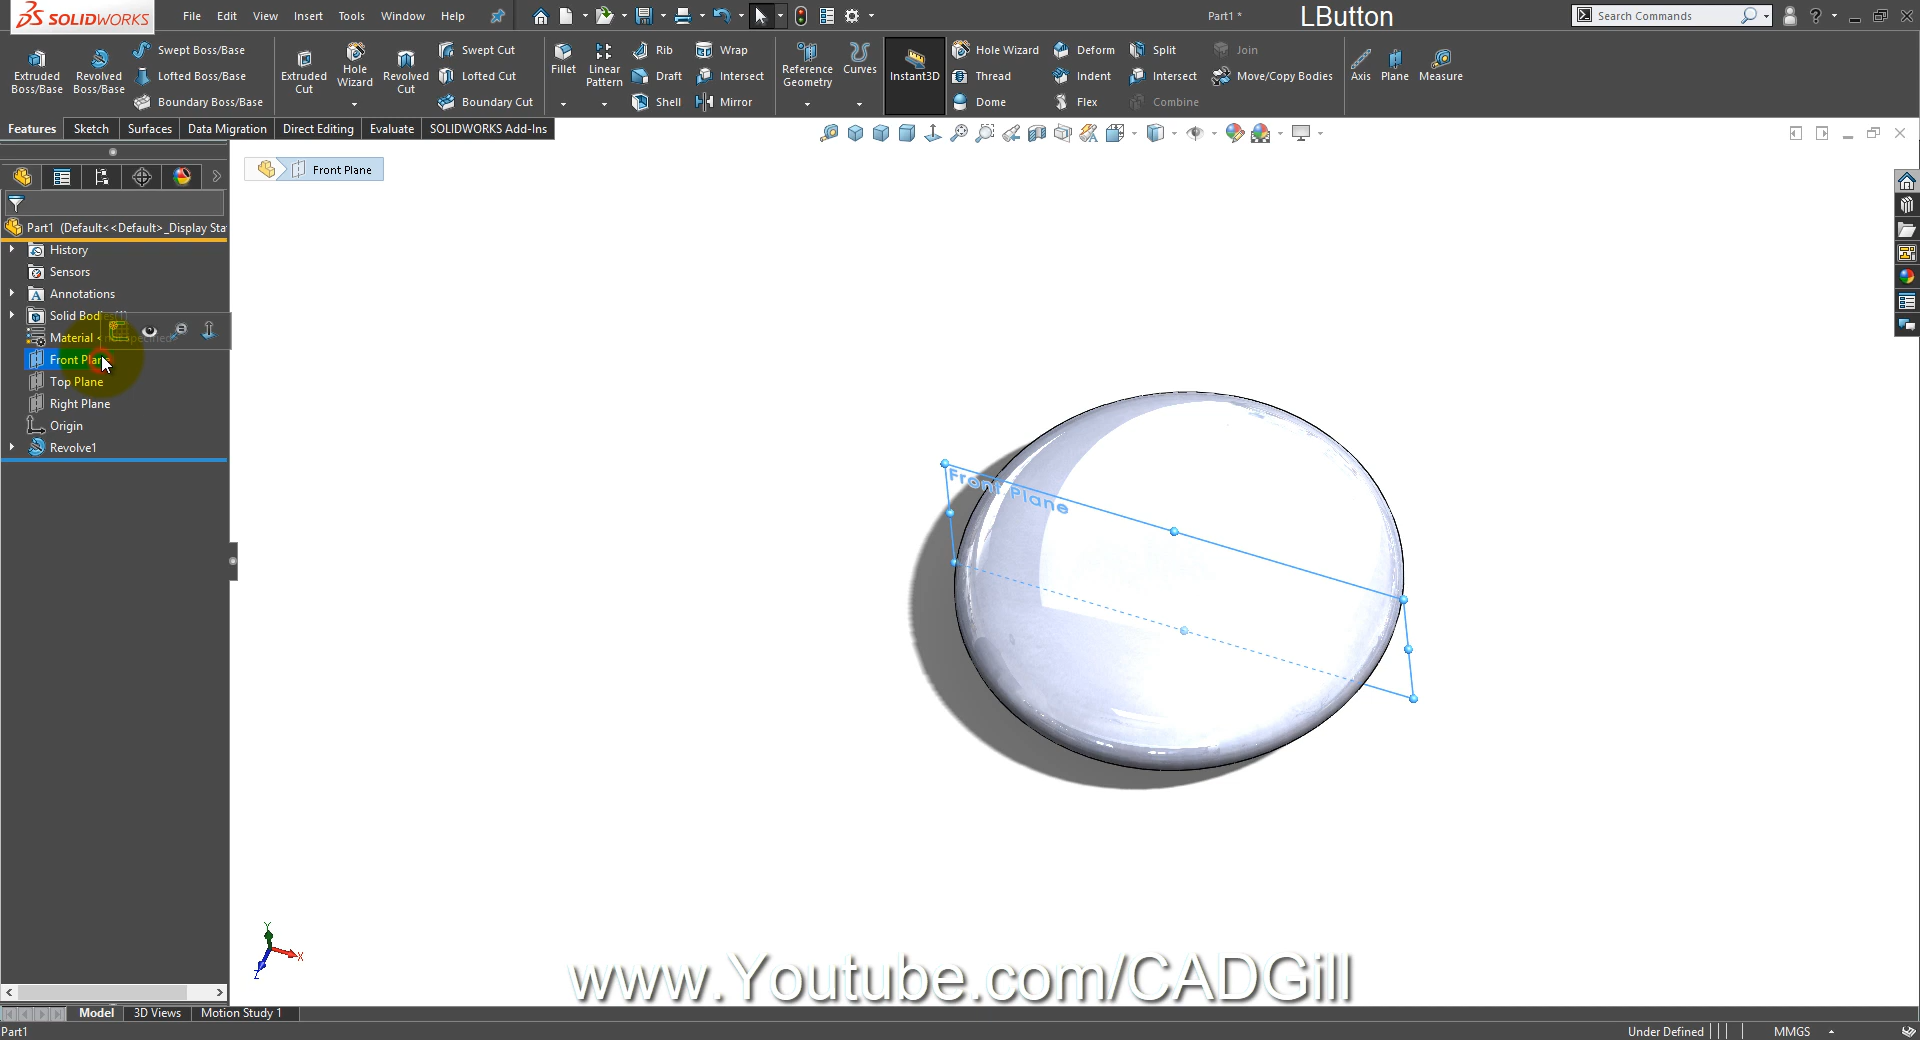 SOLIDWORKS File Edit View Insert Tools Window Help Part1 * LButton Search Commands
Extruded Boss/Base
Revolved Boss/Base
Swept Boss/Base
Lofted Boss/Base
Boundary Boss/Base
Extruded Cut
Hole Wizard
Revolved Cut
Swept Cut
Lofted Cut
Boundary Cut
Fillet
Linear Pattern
Rib
Draft
Shell
Wrap
Intersect
Mirror
Reference Geometry
Curves
Instant3D
Hole Wizard
Thread
Dome
Deform
Indent
Flex
Split
Intersect
Combine
Join
Move/Copy Bodies
Axis
Plane
Measure
Features Sketch Surfaces Data Migration Direct Editing Evaluate SOLIDWORKS Add-Ins
Front Plane
Part1 (Default<<Default>_Display Sta
History
Sensors
Annotations
Solid Bod
Material
Front Plan
Top Plane
Right Plane
Origin
Revolve1
Front Plane
Y
X
Z
www.Youtube.com/CADGill
Model 3D Views Motion Study 1
Part1 Under Defined MMGS